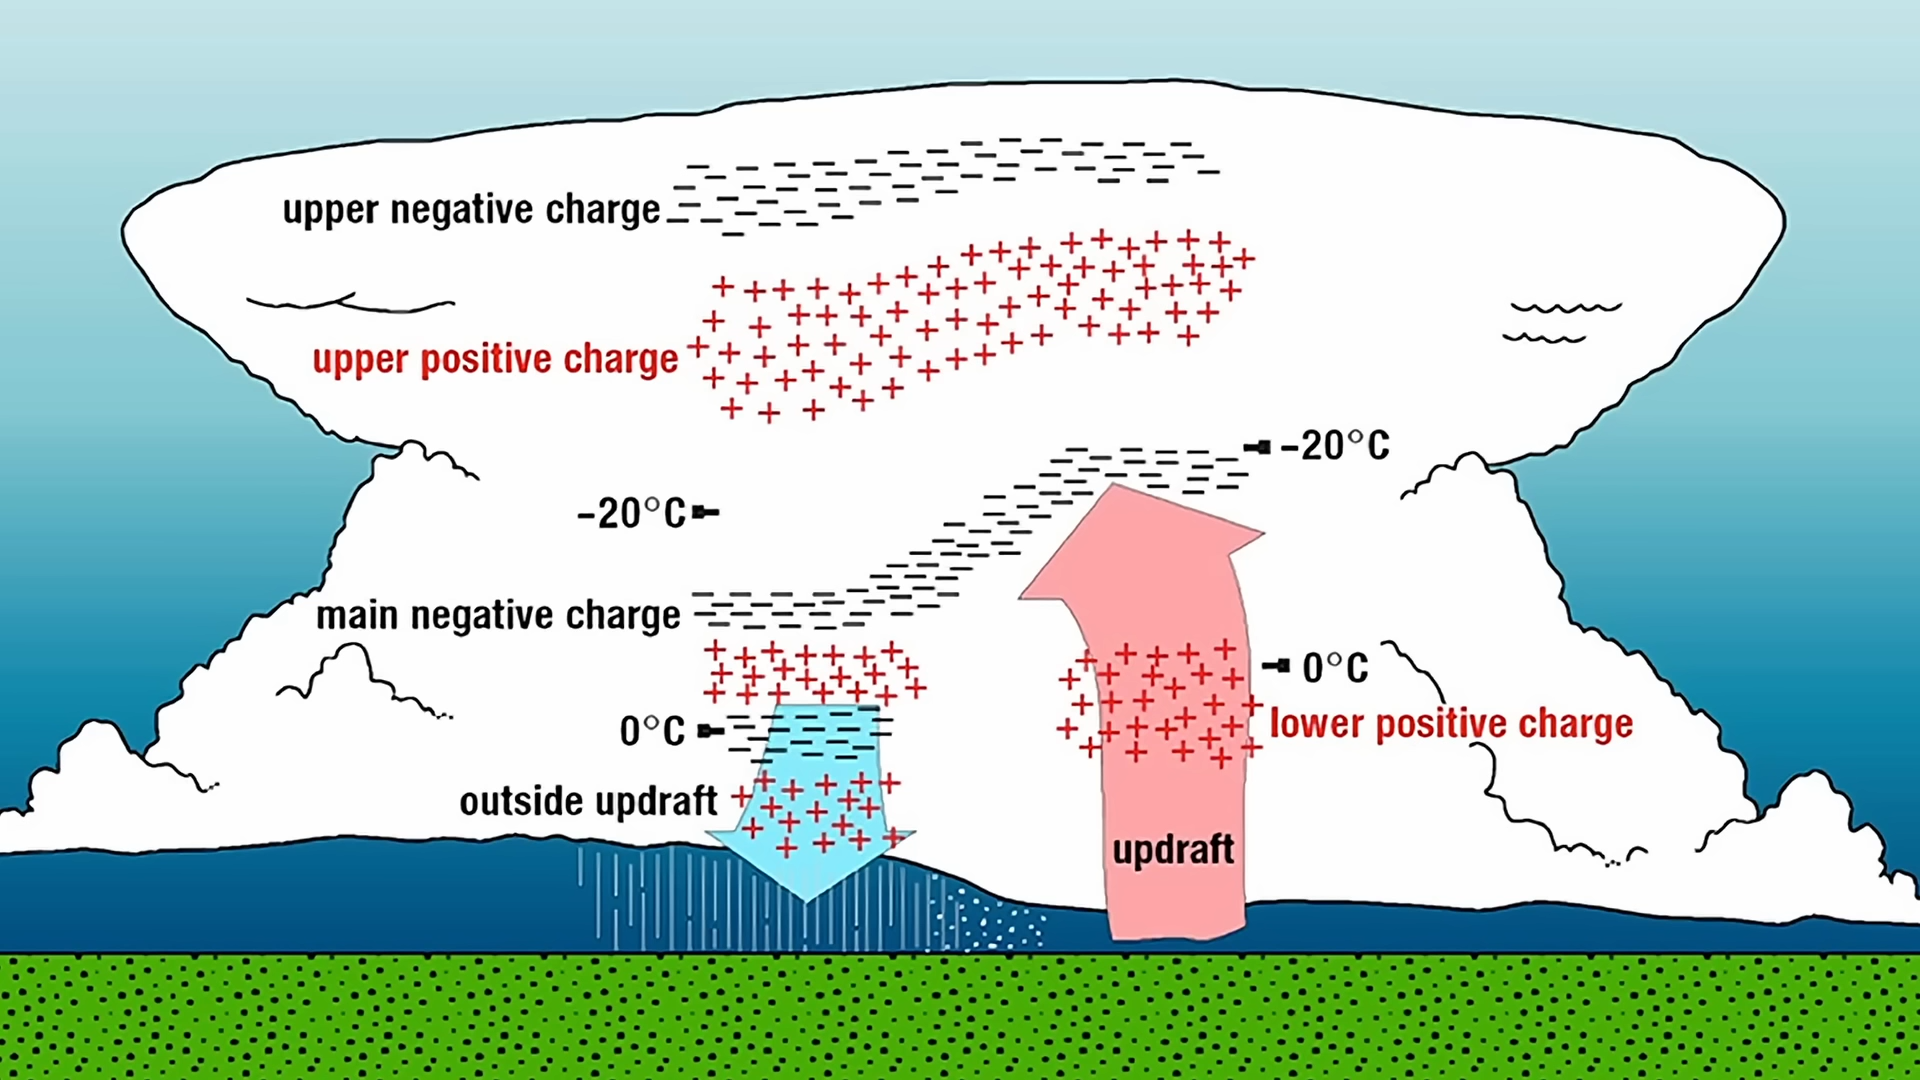 upper negative charge
upper positive charge
–20°C
–20°C
main negative charge
0°C
lower positive charge
0°C
outside updraft
updraft